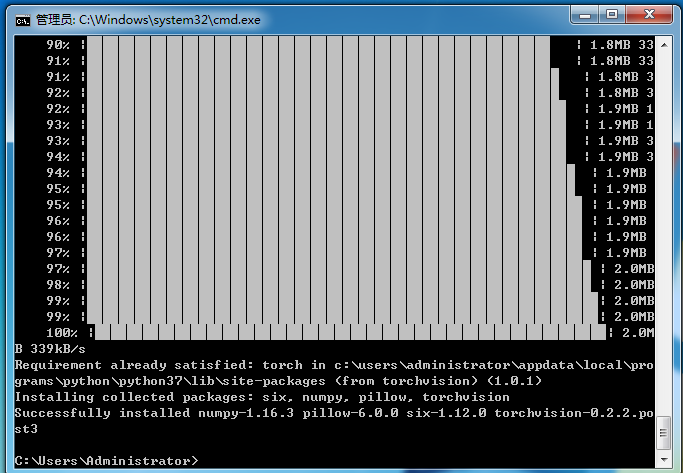 管理员: C:\Windows\system32\cmd.exe
90% | | 1.8MB 33
91% | | 1.8MB 33
91% | | 1.8MB 3
92% | | 1.8MB 3
92% | | 1.9MB 1
93% | | 1.9MB 1
93% | | 1.9MB 3
94% | | 1.9MB 3
94% | | 1.9MB
95% | | 1.9MB
95% | | 1.9MB
96% | | 1.9MB
96% | | 1.9MB
97% | | 1.9MB
97% | | 2.0MB
98% | | 2.0MB
99% | | 2.0MB
99% | | 2.0MB
100% | | 2.0M
B 339kB/s
Requirement already satisfied: torch in c:\users\administrator\appdata\local\pro
grams\python\python37\lib\site-packages (from torchvision) (1.0.1)
Installing collected packages: six, numpy, pillow, torchvision
Successfully installed numpy-1.16.3 pillow-6.0.0 six-1.12.0 torchvision-0.2.2.po
st3
C:\Users\Administrator>